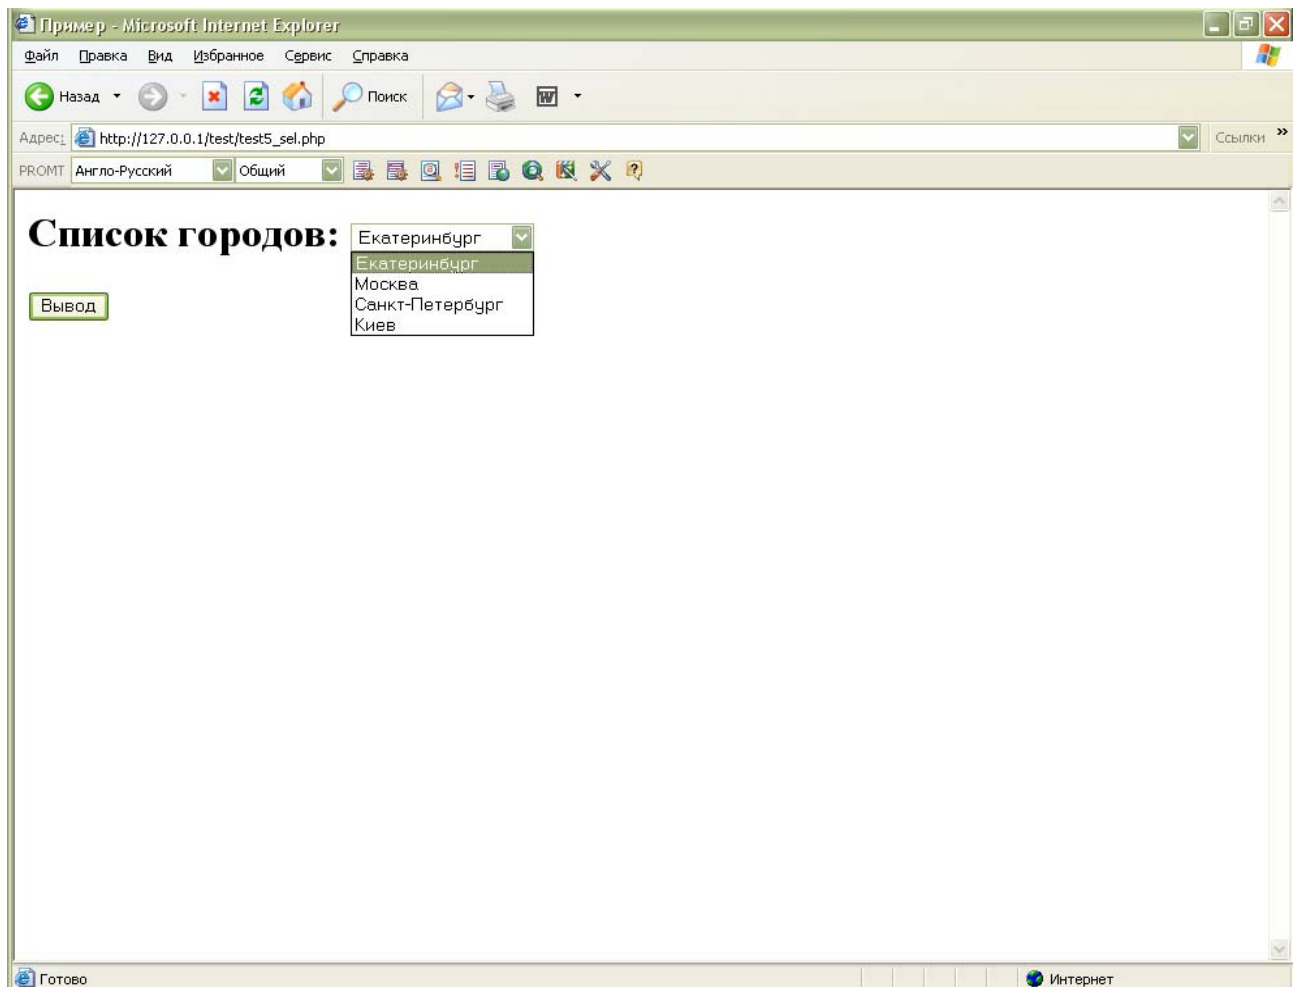 Пример - Microsoft Internet Explorer
Файл Правка Вид Избранное Сервис Справка
Назад Поиск
Адрес: http://127.0.0.1/test/test5_sel.php Ссылки »
PROMT Англо-Русский Общий
Список городов: Екатеринбург
Екатеринбург
Москва
Санкт-Петербург
Киев
Вывод
Готово Интернет